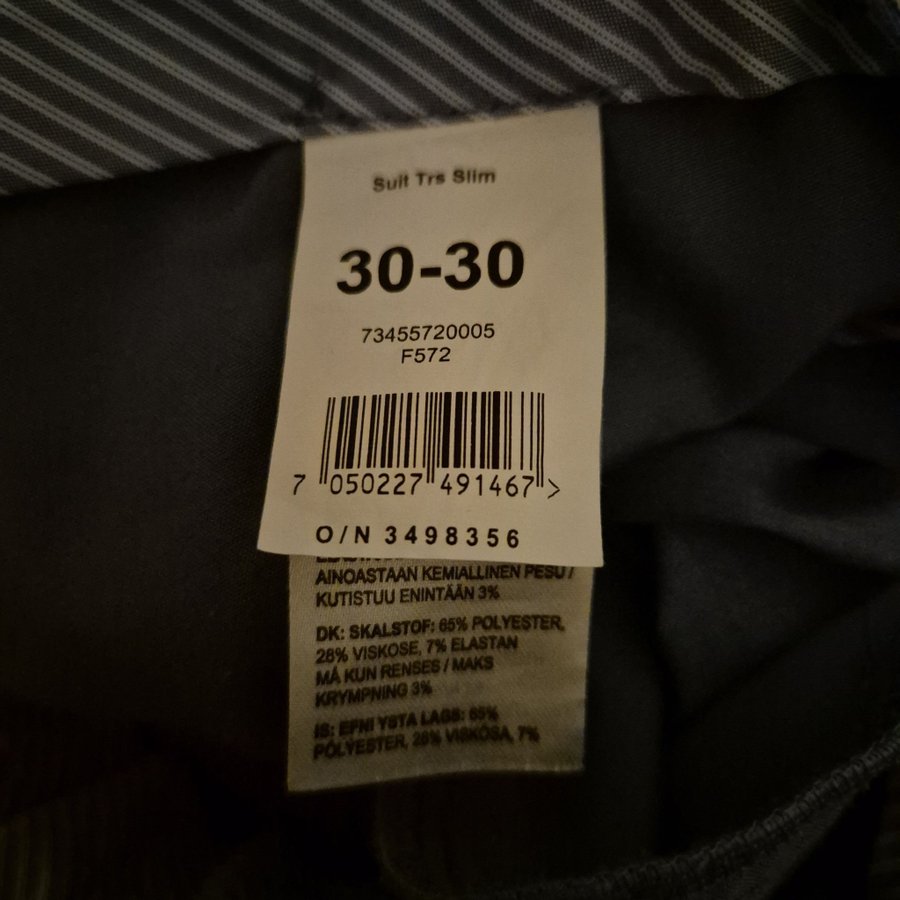 Suit Trs Slim
30-30
73455720005
F572
7 050227 491467 >
O/N 3498356
AINOASTAAN KEMIALLINEN PESU /
KUTISTUU ENINTÄÄN 3%
DK: SKALSTOF: 65% POLYESTER,
28% VISKOSE, 7% ELASTAN
MÅ KUN RENSES / MAKS
KRYMPNING 3%
IS: EFNI YSTA LAGS: 65%
POLYESTER, 28% VISKOSA, 7%